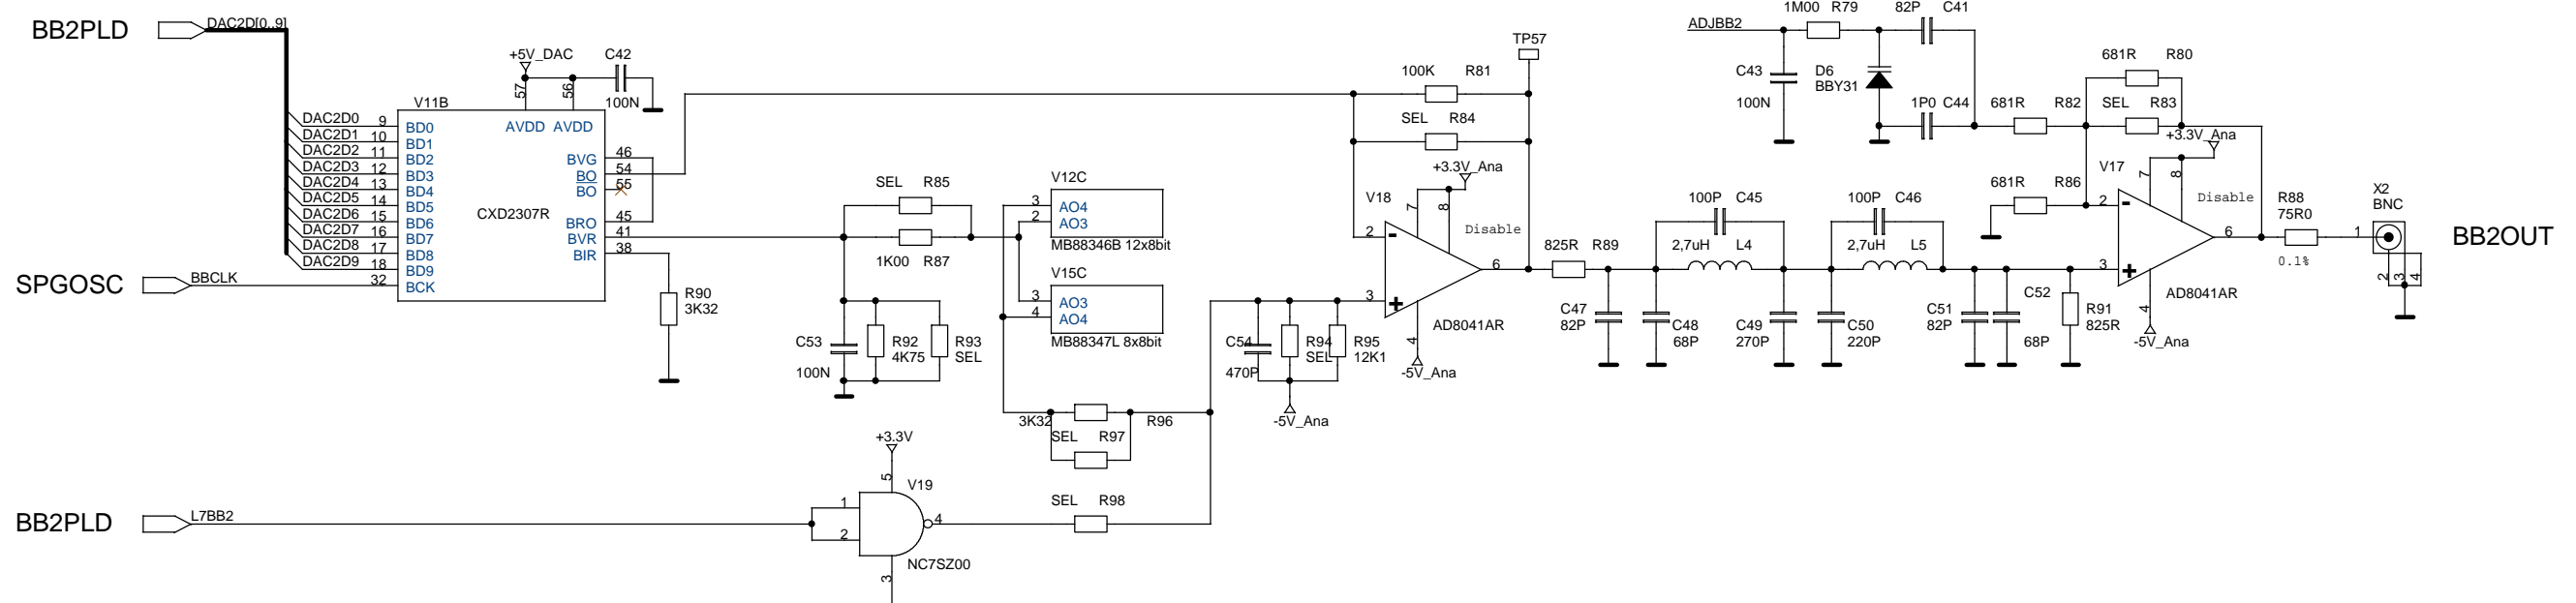 BB2PLD
DAC2D[0..9]
+5V_DAC
C42
100N
57
56
V11B
AVDD AVDD
DAC2D0 9 BD0
DAC2D1 10 BD1
DAC2D2 11 BD2
DAC2D3 12 BD3
DAC2D4 13 BD4
DAC2D5 14 BD5
DAC2D6 15 BD6
DAC2D7 16 BD7
DAC2D8 17 BD8
DAC2D9 18 BD9
32 BCK
CXD2307R
BVG 46
BO 54
BO 55
BRO 45
BVR 41
BIR 38
SPGOSC
BBCLK
R90
3K32
SEL R85
1K00 R87
C53
100N
R92
4K75
R93
SEL
V12C
3 AO4
2 AO3
MB88346B 12x8bit
V15C
3 AO3
4 AO4
MB88347L 8x8bit
3K32 R96
SEL R97
SEL R98
BB2PLD
L7BB2
+3.3V
5
V19
1
2
4
NC7SZ00
3
C54
470P
R94
SEL
R95
12K1
-5V_Ana
TP57
100K R81
SEL R84
+3.3V_Ana
V18
7
8
Disable
2
3
6
4
AD8041AR
-5V_Ana
825R R89
C47
82P
C48
68P
100P C45
2,7uH L4
C49
270P
C50
220P
100P C46
2,7uH L5
C51
82P
C52
68P
R91
825R
ADJBB2
1M00 R79
82P C41
C43
100N
D6
BBY31
1P0 C44
681R R82
681R R80
SEL R83
+3.3V_Ana
681R R86
V17
7
8
Disable
2
3
6
4
AD8041AR
-5V_Ana
R88
75R0
0.1%
X2
BNC
1
2
3
4
BB2OUT